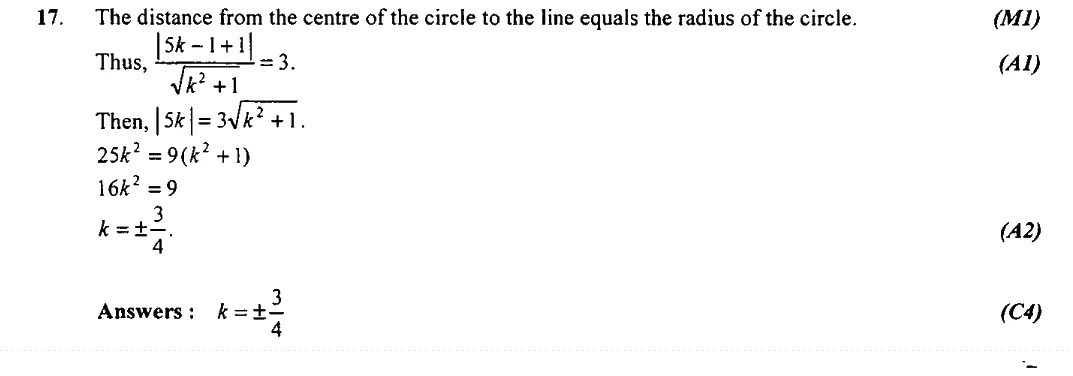 17. The distance from the centre of the circle to the line equals the radius of the circle. (M1)
Thus, |5k − 1 + 1| / √(k² + 1) = 3. (A1)
Then, |5k| = 3√(k² + 1).
25k² = 9(k² + 1)
16k² = 9
k = ± 3/4. (A2)
Answers : k = ± 3/4 (C4)